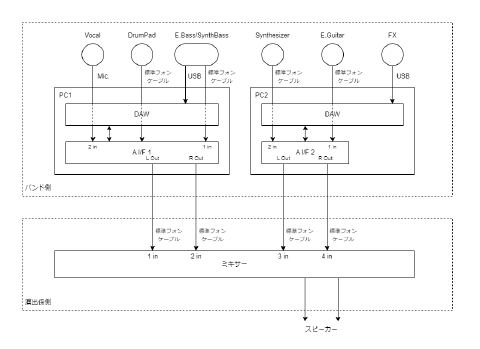 Vocal
DrumPad
E.Bass/SynthBass
Synthesizer
E.Guitar
FX
Mic.
標準フォン
ケーブル
USB
標準フォン
ケーブル
標準フォン
ケーブル
標準フォン
ケーブル
USB
PC1
PC2
DAW
DAW
2 in
1 in
A.I/F 1
L.Out
R.Out
2 in
1 in
A.I/F 2
L.Out
R.Out
バンド側
標準フォン
ケーブル
標準フォン
ケーブル
標準フォン
ケーブル
標準フォン
ケーブル
1 in
2 in
3 in
4 in
ミキサー
演出係側
スピーカー